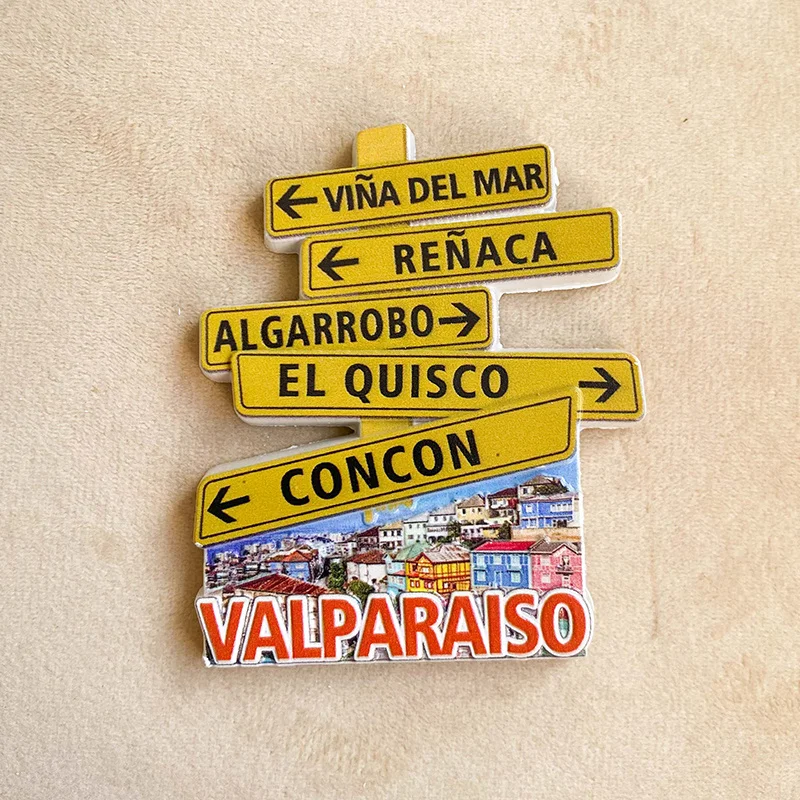 ← VIÑA DEL MAR
← REÑACA
ALGARROBO →
EL QUISCO →
← CONCON
VALPARAISO